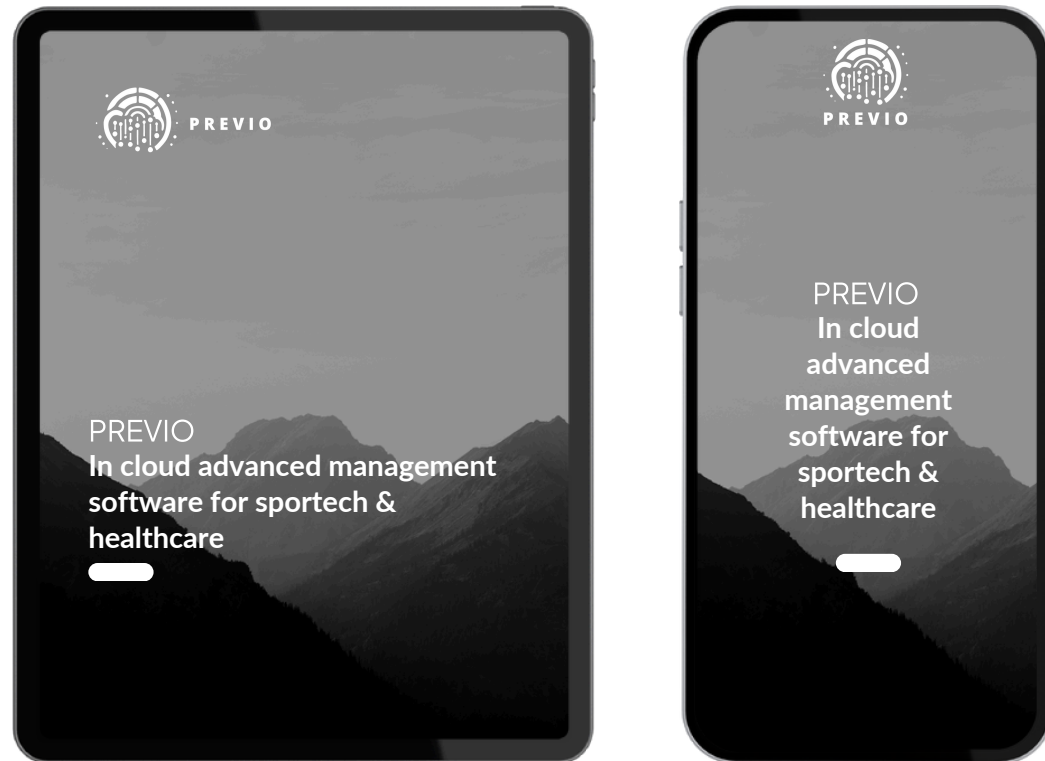 PREVIO
PREVIO
In cloud advanced management
software for sportech &
healthcare
PREVIO
PREVIO
In cloud
advanced
management
software for
sportech &
healthcare